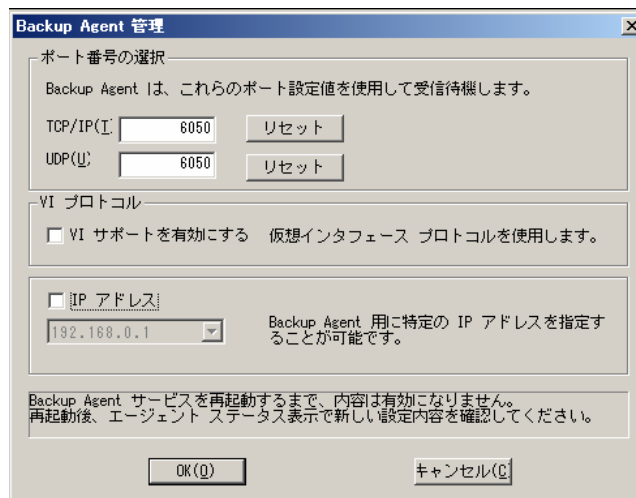 Backup Agent 管理
ポート番号の選択
Backup Agent は、これらのポート設定値を使用して受信待機します。
TCP/IP(T) 6050 リセット
UDP(U) 6050 リセット
VI プロトコル
VI サポートを有効にする 仮想インタフェース プロトコルを使用します。
IP アドレス
192.168.0.1
Backup Agent 用に特定の IP アドレスを指定す
ることが可能です。
Backup Agent サービスを再起動するまで、内容は有効になりません。
再起動後、エージェント ステータス表示で新しい設定内容を確認してください。
OK(O) キャンセル(C)